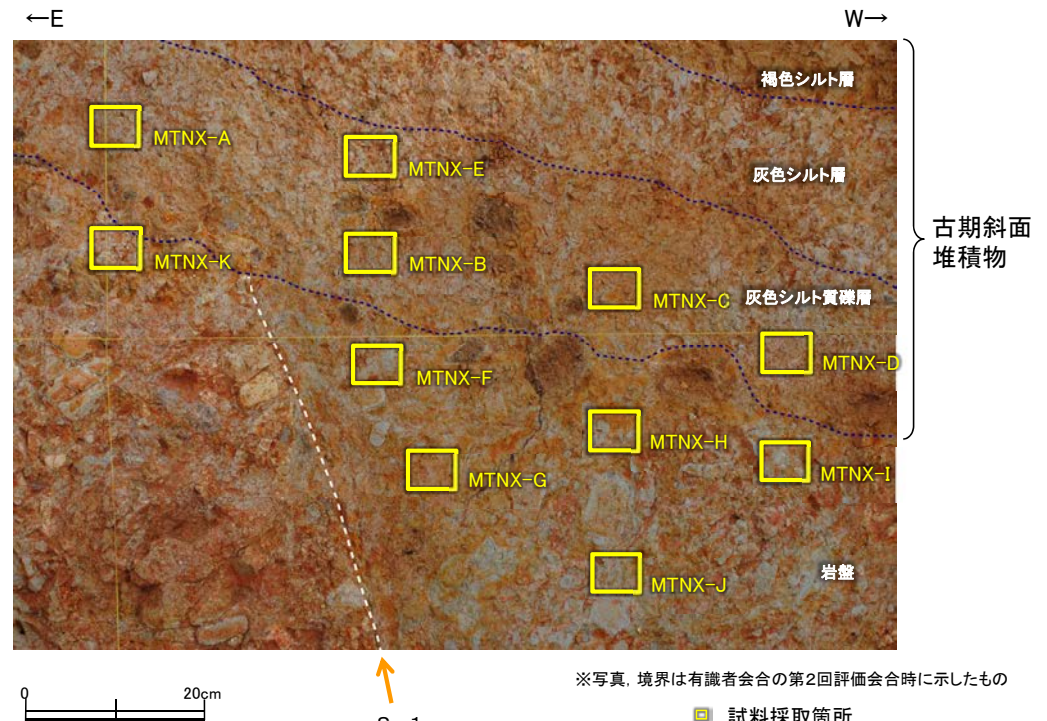 ←E
W→
褐色シルト層
MTNX-A
MTNX-E
灰色シルト層
古期斜面
堆積物
MTNX-K
MTNX-B
MTNX-C
灰色シルト質礫層
MTNX-F
MTNX-D
MTNX-H
MTNX-G
MTNX-I
MTNX-J
岩盤
※写真，境界は有識者会合の第2回評価会合時に示したもの
0
20cm
試料採取箇所